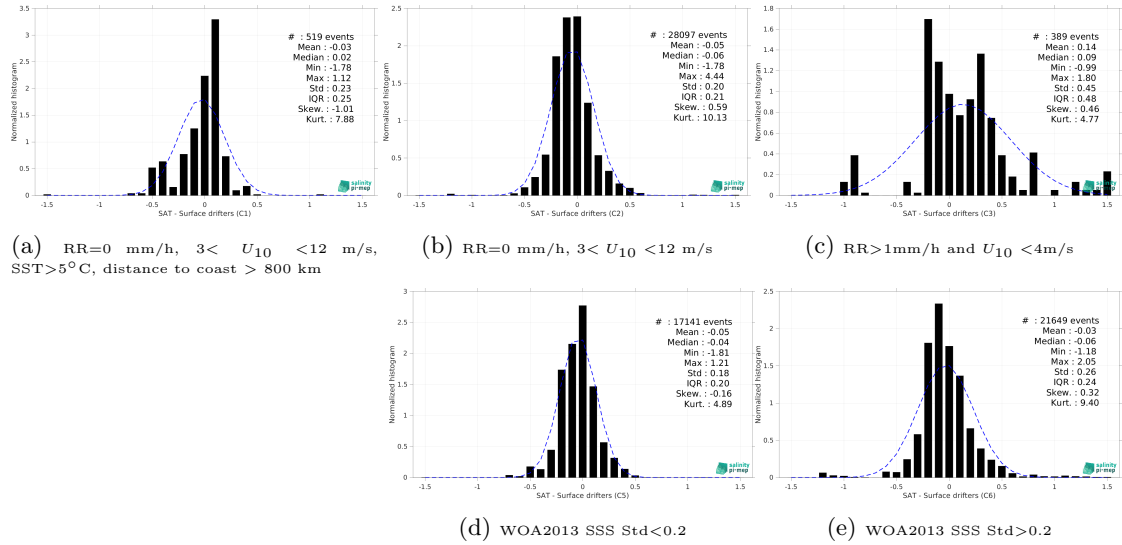 Normalized histogram
3.5
3
2.5
2
1.5
1
0.5
0
# : 519 events
Mean : -0.03
Median : 0.02
Min : -1.78
Max : 1.12
Std : 0.23
IQR : 0.25
Skew. : -1.01
Kurt. : 7.88
salinity
pi-mep
-1.5 -1 -0.5 0 0.5 1 1.5
SAT - Surface drifters (C1)
(a) RR=0 mm/h, 3< U10 <12 m/s,
SST>5°C, distance to coast > 800 km
Normalized histogram
2.5
2
1.5
1
0.5
0
# : 28097 events
Mean : -0.05
Median : -0.06
Min : -1.78
Max : 4.44
Std : 0.20
IQR : 0.21
Skew. : 0.59
Kurt. : 10.13
salinity
pi-mep
-1.5 -1 -0.5 0 0.5 1 1.5
SAT - Surface drifters (C2)
(b) RR=0 mm/h, 3< U10 <12 m/s
Normalized histogram
1.8
1.6
1.4
1.2
1
0.8
0.6
0.4
0.2
0
# : 389 events
Mean : 0.14
Median : 0.09
Min : -0.99
Max : 1.80
Std : 0.45
IQR : 0.48
Skew. : 0.46
Kurt. : 4.77
salinity
pi-mep
-1.5 -1 -0.5 0 0.5 1 1.5
SAT - Surface drifters (C3)
(c) RR>1mm/h and U10 <4m/s
Normalized histogram
3
2.5
2
1.5
1
0.5
0
# : 17141 events
Mean : -0.05
Median : -0.04
Min : -1.81
Max : 1.21
Std : 0.18
IQR : 0.20
Skew. : -0.16
Kurt. : 4.89
salinity
pi-mep
-1.5 -1 -0.5 0 0.5 1 1.5
SAT - Surface drifters (C5)
(d) WOA2013 SSS Std<0.2
Normalized histogram
2.5
2
1.5
1
0.5
0
# : 21649 events
Mean : -0.03
Median : -0.06
Min : -1.18
Max : 2.05
Std : 0.26
IQR : 0.24
Skew. : 0.32
Kurt. : 9.40
salinity
pi-mep
-1.5 -1 -0.5 0 0.5 1 1.5
SAT - Surface drifters (C6)
(e) WOA2013 SSS Std>0.2